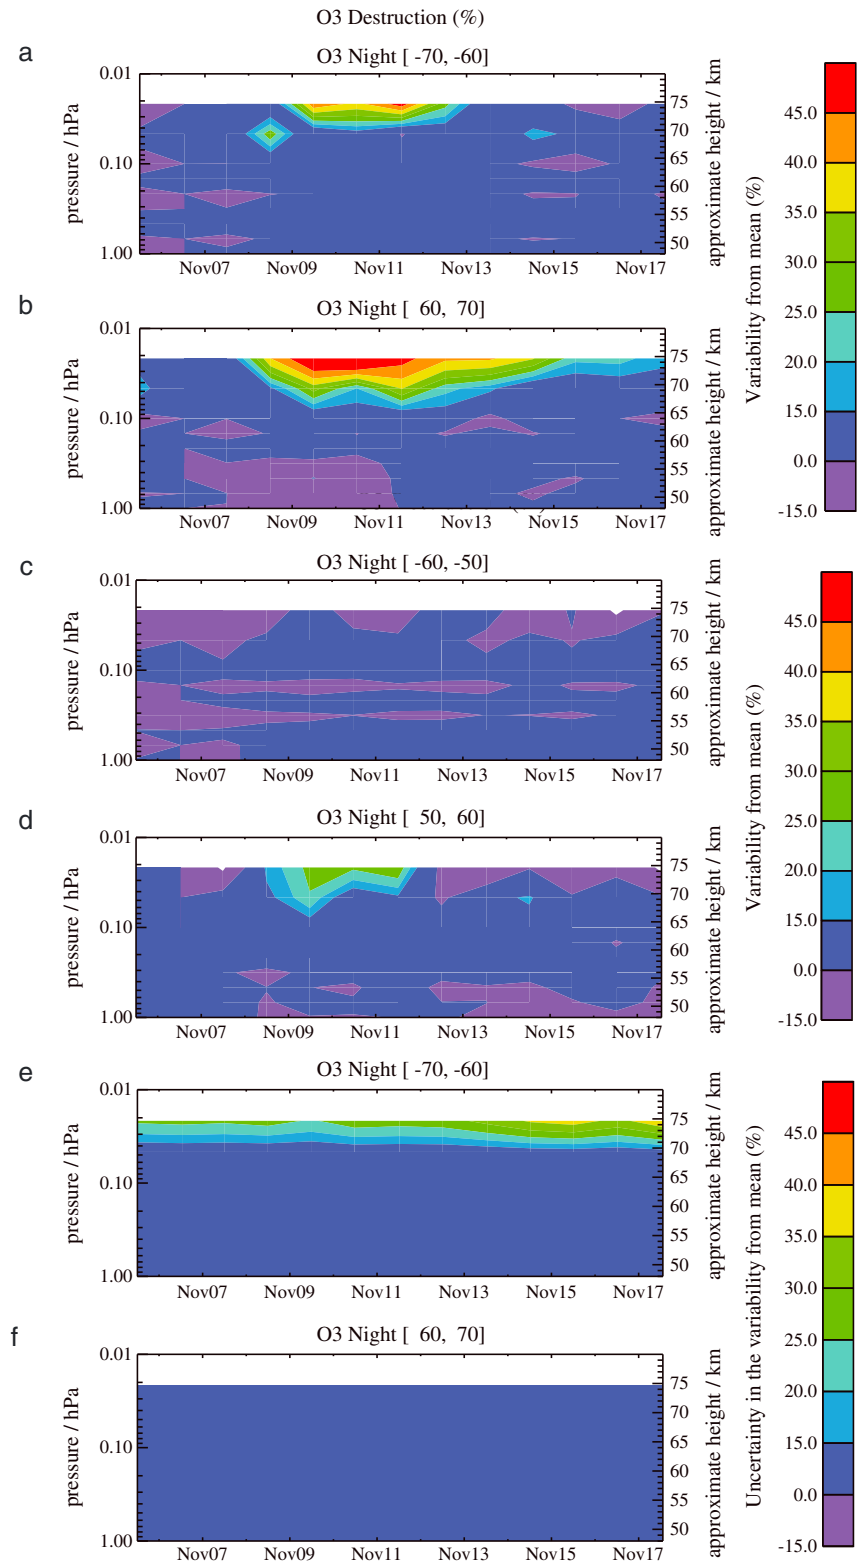 O3 Destruction (%)
a
O3 Night [ -70, -60]
0.01
0.10
1.00
pressure / hPa
75
70
65
60
55
50
approximate height / km
Nov07 Nov09 Nov11 Nov13 Nov15 Nov17
b
O3 Night [ 60, 70]
0.01
0.10
1.00
pressure / hPa
75
70
65
60
55
50
approximate height / km
Nov07 Nov09 Nov11 Nov13 Nov15 Nov17
45.0
40.0
35.0
30.0
25.0
20.0
15.0
0.0
-15.0
Variability from mean (%)
c
O3 Night [ -60, -50]
0.01
0.10
1.00
pressure / hPa
75
70
65
60
55
50
approximate height / km
Nov07 Nov09 Nov11 Nov13 Nov15 Nov17
d
O3 Night [ 50, 60]
0.01
0.10
1.00
pressure / hPa
75
70
65
60
55
50
approximate height / km
Nov07 Nov09 Nov11 Nov13 Nov15 Nov17
45.0
40.0
35.0
30.0
25.0
20.0
15.0
0.0
-15.0
Variability from mean (%)
e
O3 Night [ -70, -60]
0.01
0.10
1.00
pressure / hPa
75
70
65
60
55
50
approximate height / km
Nov07 Nov09 Nov11 Nov13 Nov15 Nov17
f
O3 Night [ 60, 70]
0.01
0.10
1.00
pressure / hPa
75
70
65
60
55
50
approximate height / km
Nov07 Nov09 Nov11 Nov13 Nov15 Nov17
45.0
40.0
35.0
30.0
25.0
20.0
15.0
0.0
-15.0
Uncertainty in the variability from mean (%)